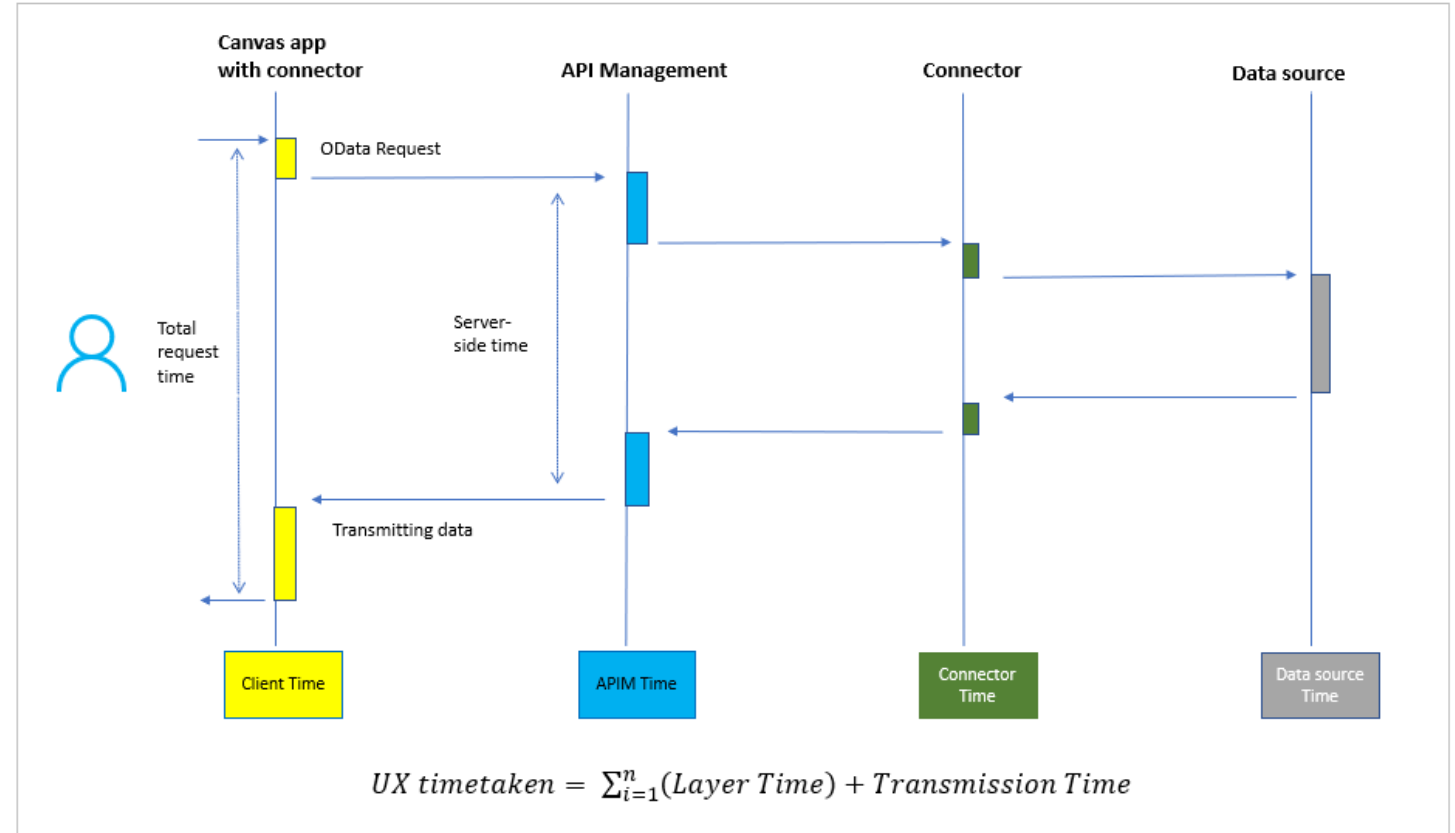 Canvas app
with connector
API Management
Connector
Data source
OData Request
Total
request
time
Server-
side time
Transmitting data
Client Time
APIM Time
Connector
Time
Data source
Time
UX timetaken = ∑ⁿᵢ₌₁(Layer Time) + Transmission Time